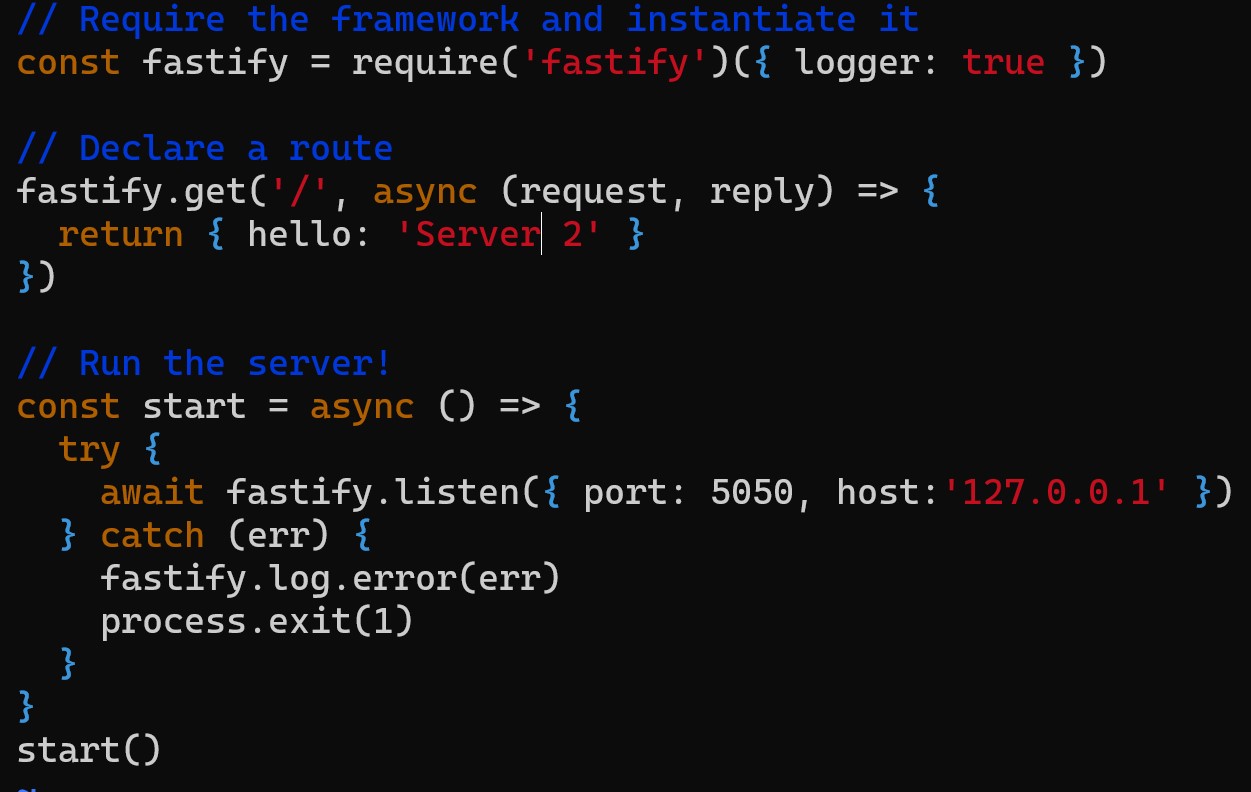 // Require the framework and instantiate it
const fastify = require('fastify')({ logger: true })
// Declare a route
fastify.get('/', async (request, reply) => {
  return { hello: 'Server 2' }
})
// Run the server!
const start = async () => {
  try {
    await fastify.listen({ port: 5050, host:'127.0.0.1' })
  } catch (err) {
    fastify.log.error(err)
    process.exit(1)
  }
}
start()